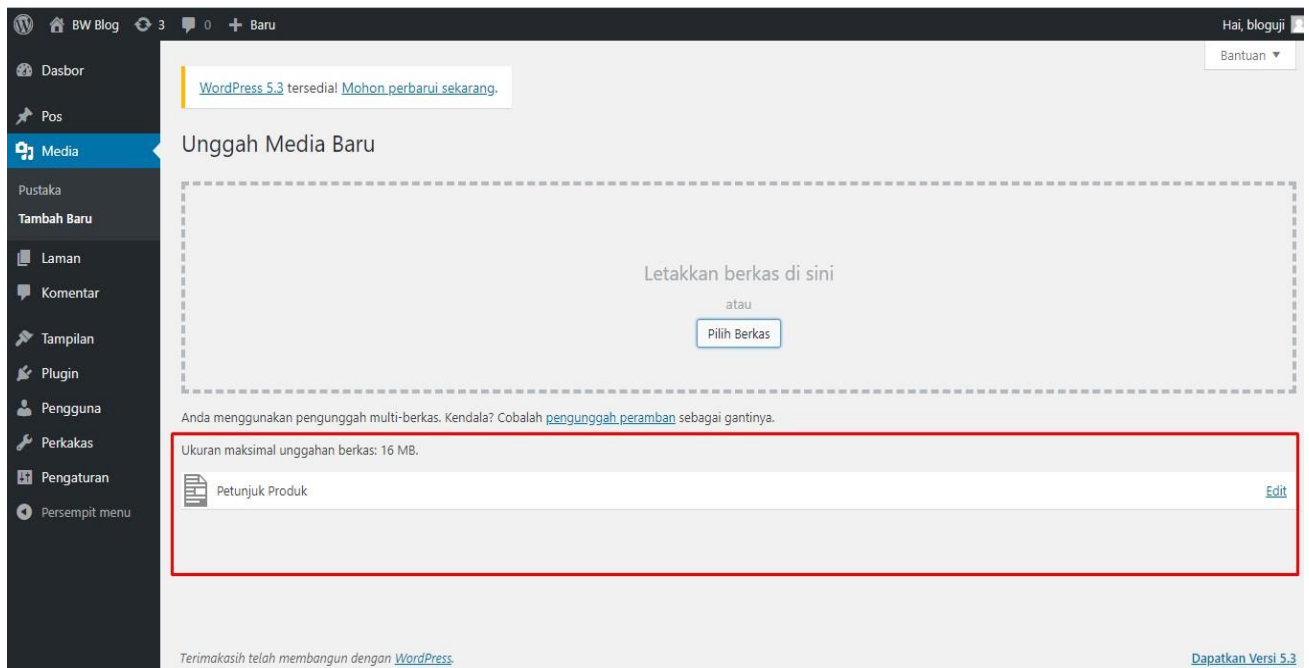 BW Blog 3 0 + Baru
Hai, bloguji
Bantuan ▼
Dasbor
Pos
Media
Pustaka
Tambah Baru
Laman
Komentar
Tampilan
Plugin
Pengguna
Perkakas
Pengaturan
Persempit menu
WordPress 5.3 tersedia! Mohon perbarui sekarang.
Unggah Media Baru
Letakkan berkas di sini
atau
Pilih Berkas
Anda menggunakan pengunggah multi-berkas. Kendala? Cobalah pengunggah peramban sebagai gantinya.
Ukuran maksimal unggahan berkas: 16 MB.
Petunjuk Produk
Edit
Terimakasih telah membangun dengan WordPress.
Dapatkan Versi 5.3